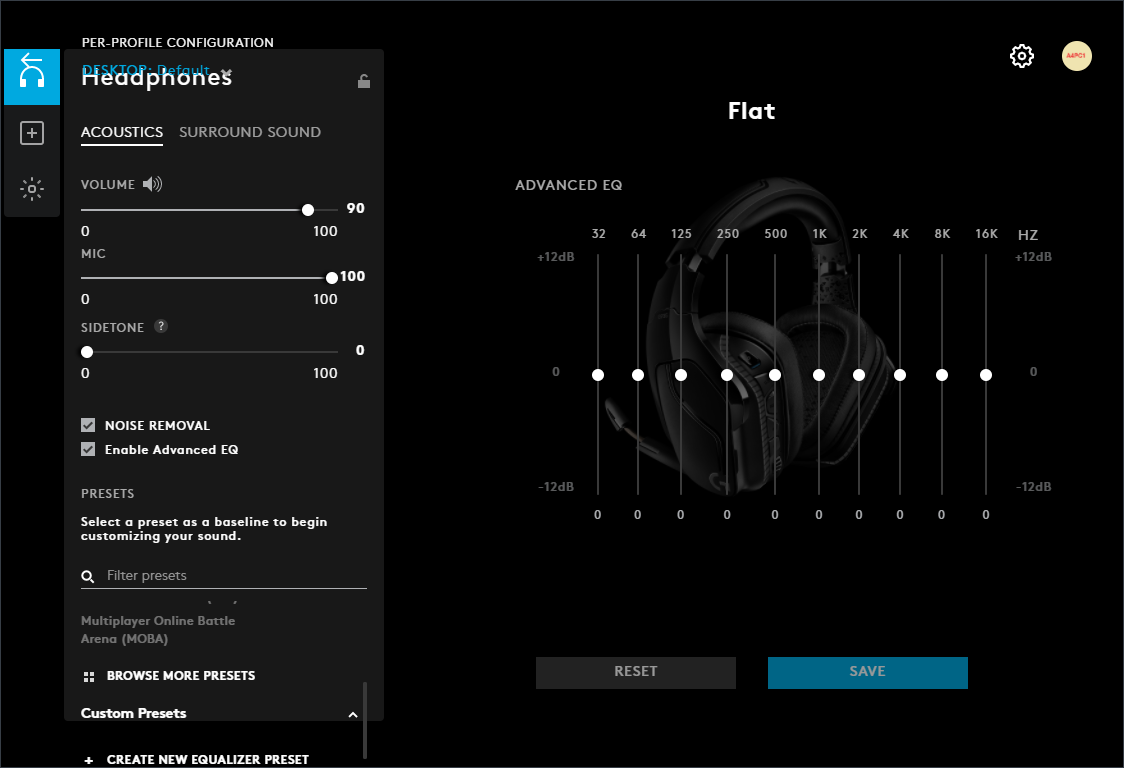 PER-PROFILE CONFIGURATION
DESKTOP: Default
Headphones
ACOUSTICS SURROUND SOUND
VOLUME
90
0 100
MIC
100
0 100
SIDETONE ?
0
0 100
NOISE REMOVAL
Enable Advanced EQ
PRESETS
Select a preset as a baseline to begin
customizing your sound.
Filter presets
Multiplayer Online Battle
Arena (MOBA)
BROWSE MORE PRESETS
Custom Presets
+ CREATE NEW EQUALIZER PRESET
Flat
ADVANCED EQ
32 64 125 250 500 1K 2K 4K 8K 16K HZ
+12dB +12dB
0 0
-12dB -12dB
0 0 0 0 0 0 0 0 0 0
RESET SAVE